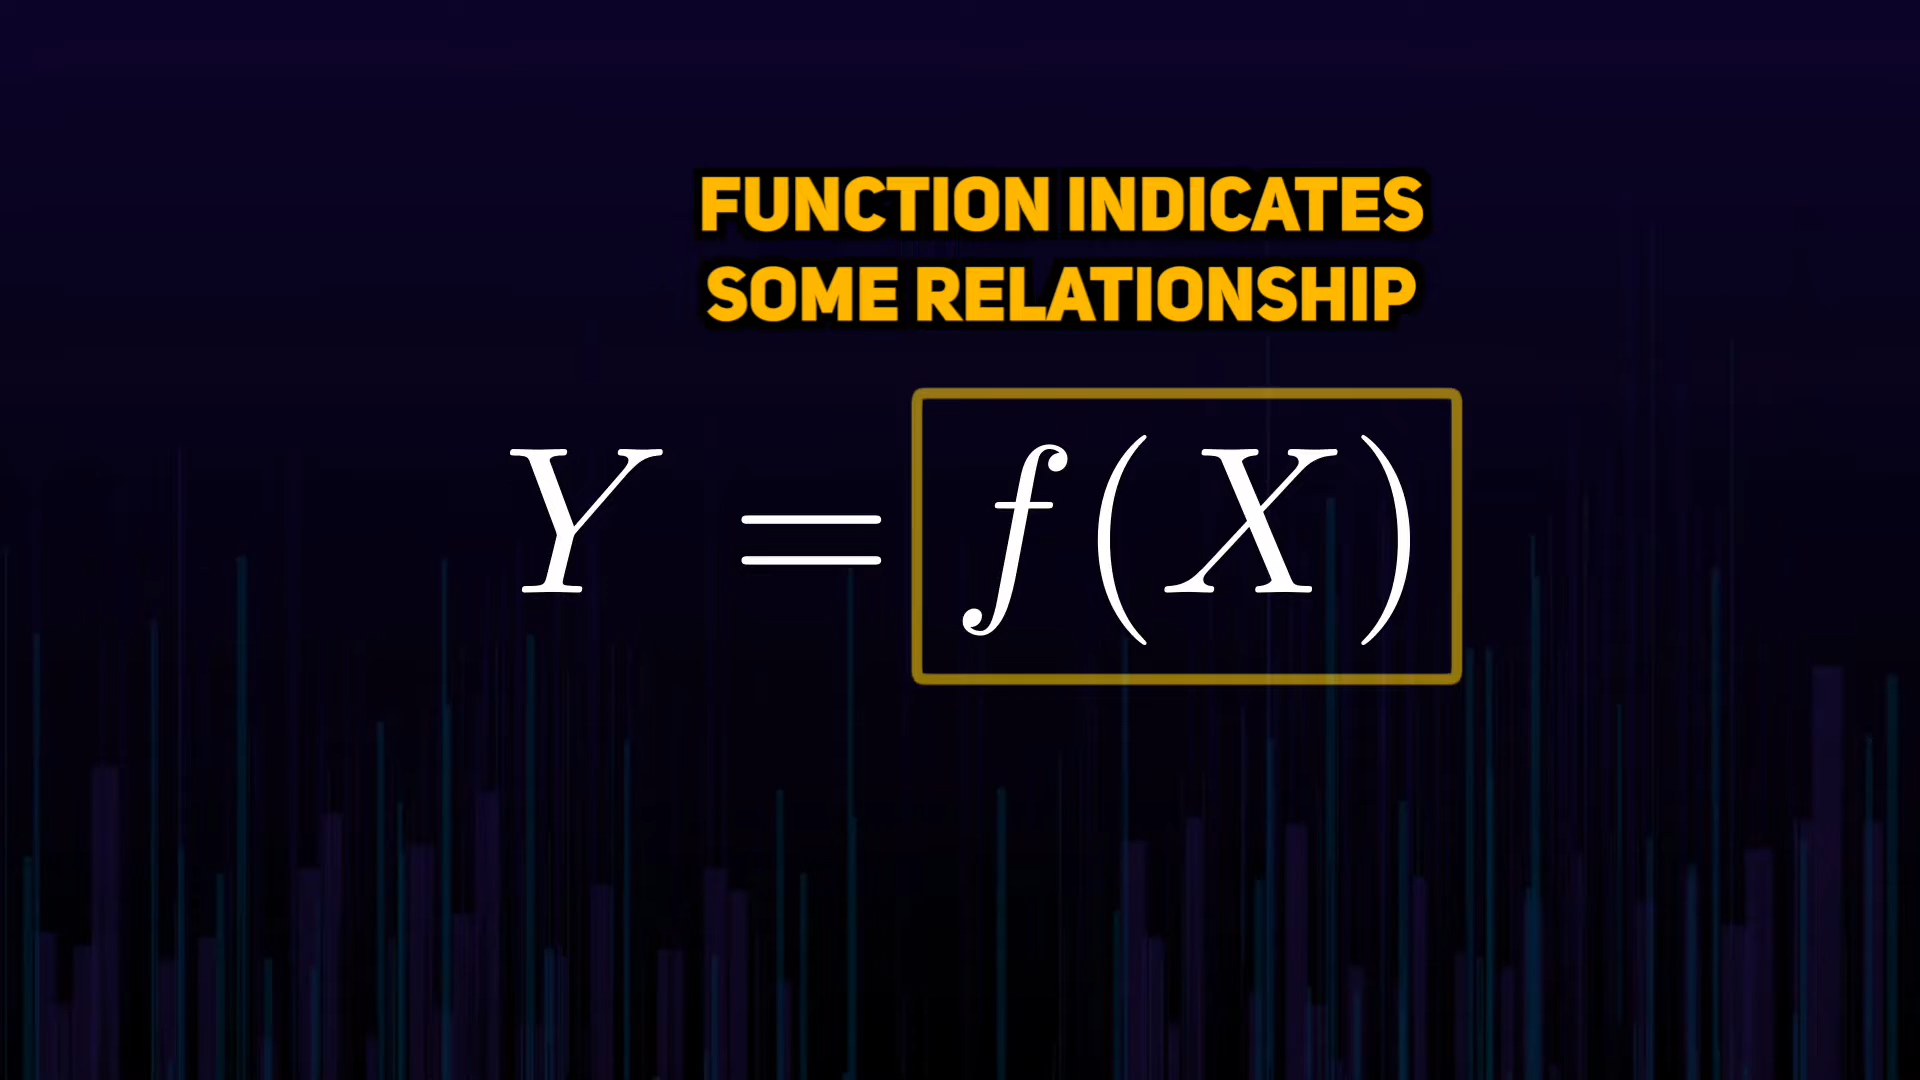 FUNCTION INDICATES
SOME RELATIONSHIP
Y = f(X)